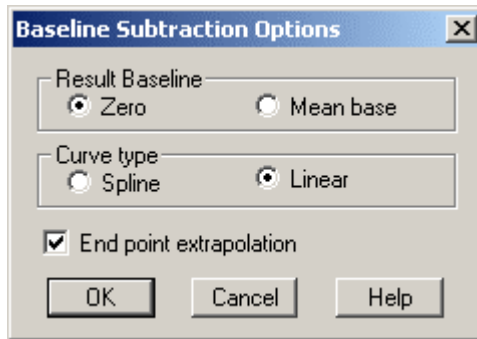 Baseline Subtraction Options
Result Baseline
Zero Mean base
Curve type
Spline Linear
End point extrapolation
OK Cancel Help